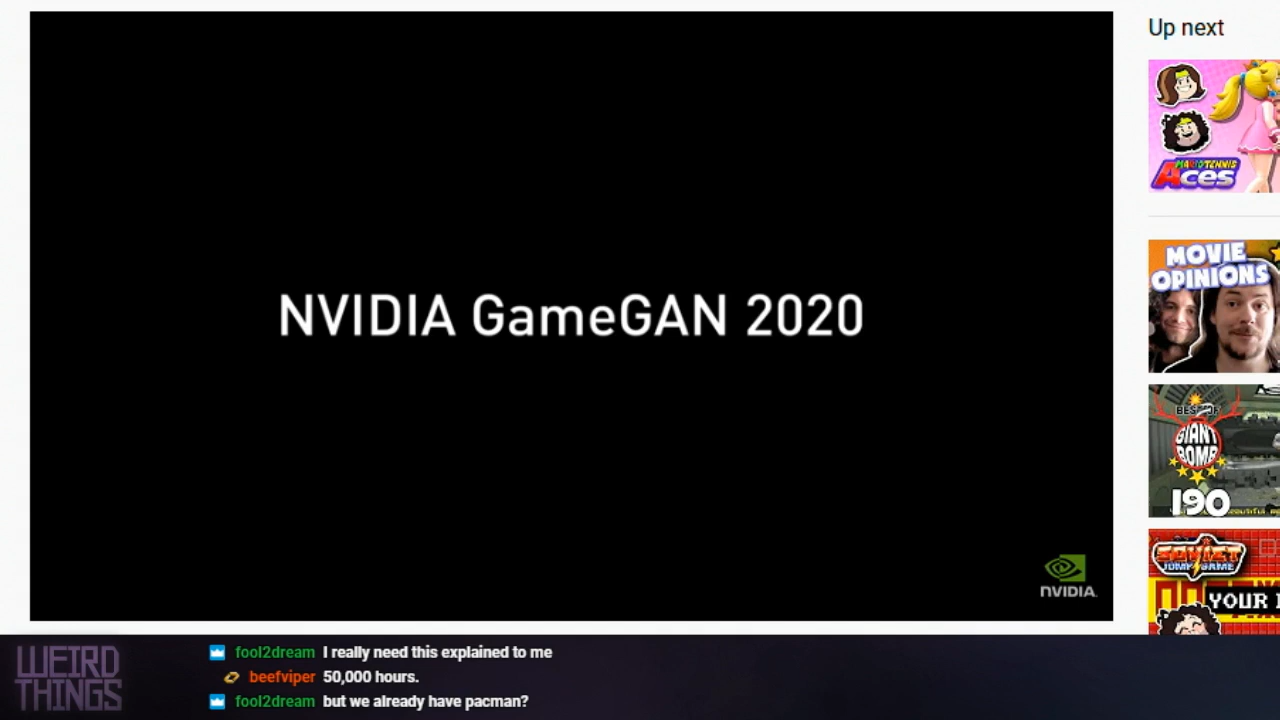 Up next
MARIO TENNIS
Aces
MOVIE
OPINIONS
NVIDIA GameGAN 2020
BEST OF
GIANT
BOMB
190
NVIDIA.
SOVIET
JUMP GAME
YOUR
WEIRD
THINGS
fool2dream I really need this explained to me
beefviper 50,000 hours.
fool2dream but we already have pacman?